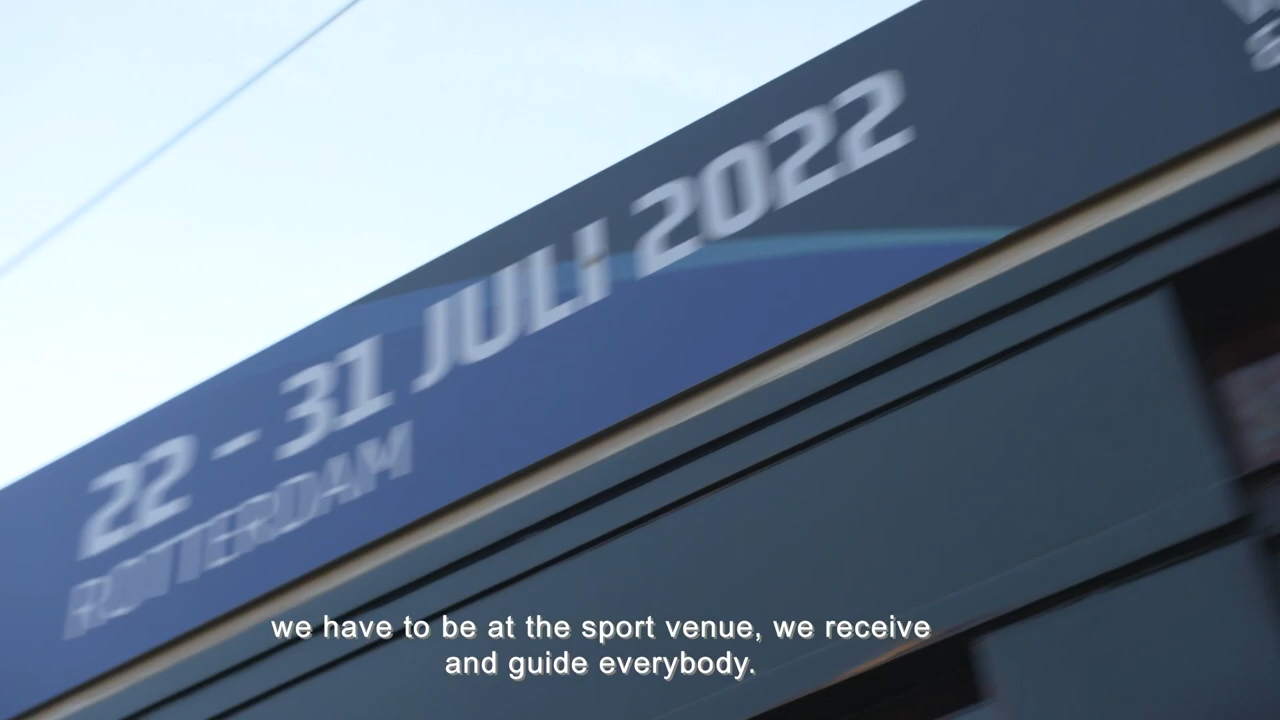 22 - 31 JULI 2022
ROTTERDAM
we have to be at the sport venue, we receive
and guide everybody.